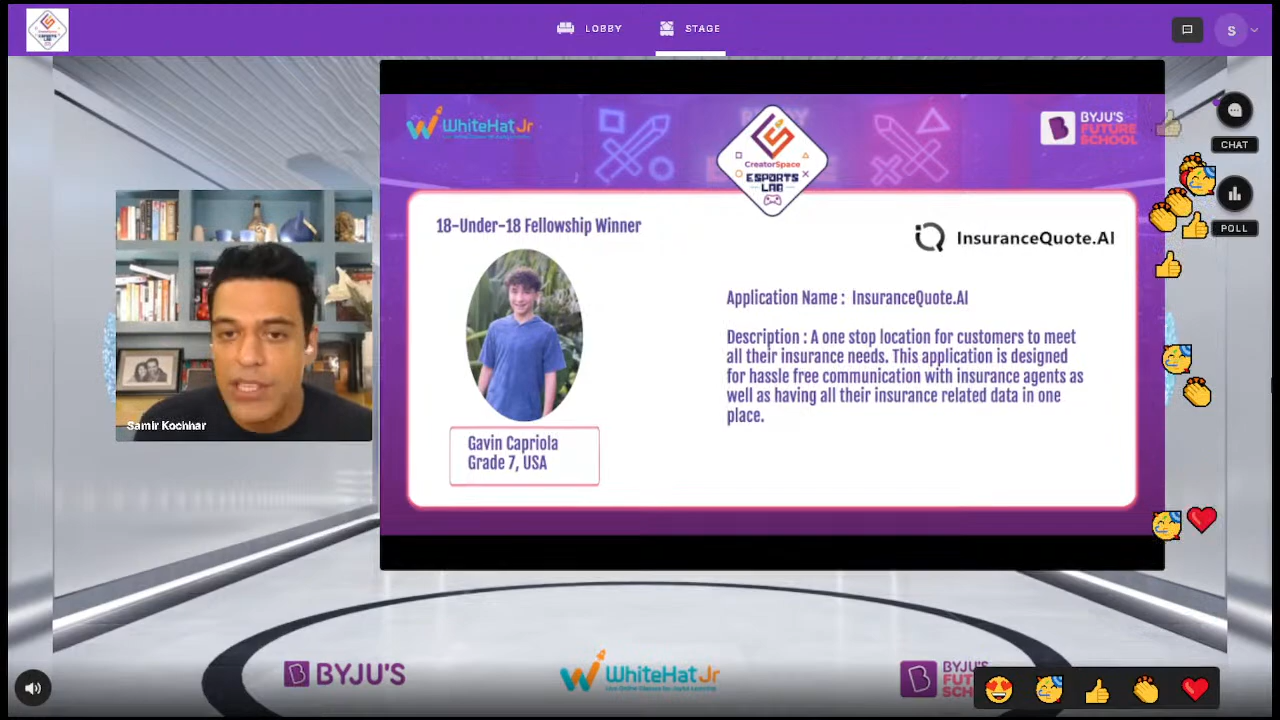 LOBBY
STAGE
S
WHITEHAT Jr
CreatorSpace
ESPORTS
LAB
BYJU'S
FUTURE
SCHOOL
CHAT
POLL
18-Under-18 Fellowship Winner
InsuranceQuote.AI
Application Name : InsuranceQuote.AI
Description : A one stop location for customers to meet
all their insurance needs. This application is designed
for hassle free communication with insurance agents as
well as having all their insurance related data in one
place.
Samir Kochhar
Gavin Capriola
Grade 7, USA
BYJU'S
WHITEHAT Jr
Live Online Classes for Joyful Learning
BYJU'S